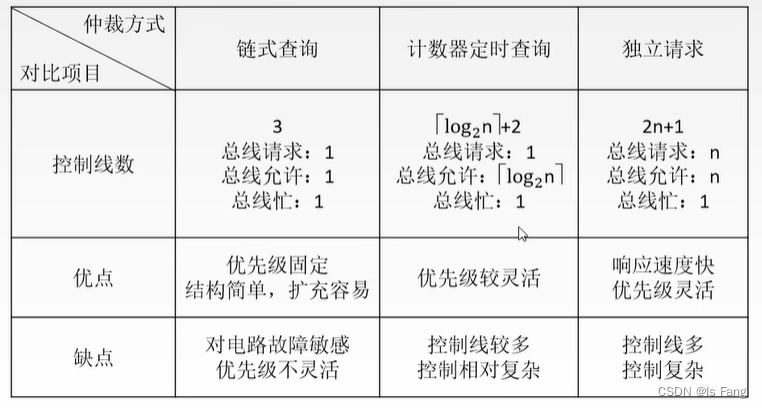 仲裁方式
对比项目
链式查询
计数器定时查询
独立请求
控制线数
3
总线请求：1
总线允许：1
总线忙：1
⌈log₂n⌉+2
总线请求：1
总线允许：⌈log₂n⌉
总线忙：1
2n+1
总线请求：n
总线允许：n
总线忙：1
优点
优先级固定
结构简单，扩充容易
优先级较灵活
响应速度快
优先级灵活
缺点
对电路故障敏感
优先级不灵活
控制线较多
控制相对复杂
控制线多
控制复杂
CSDN @ls Fang